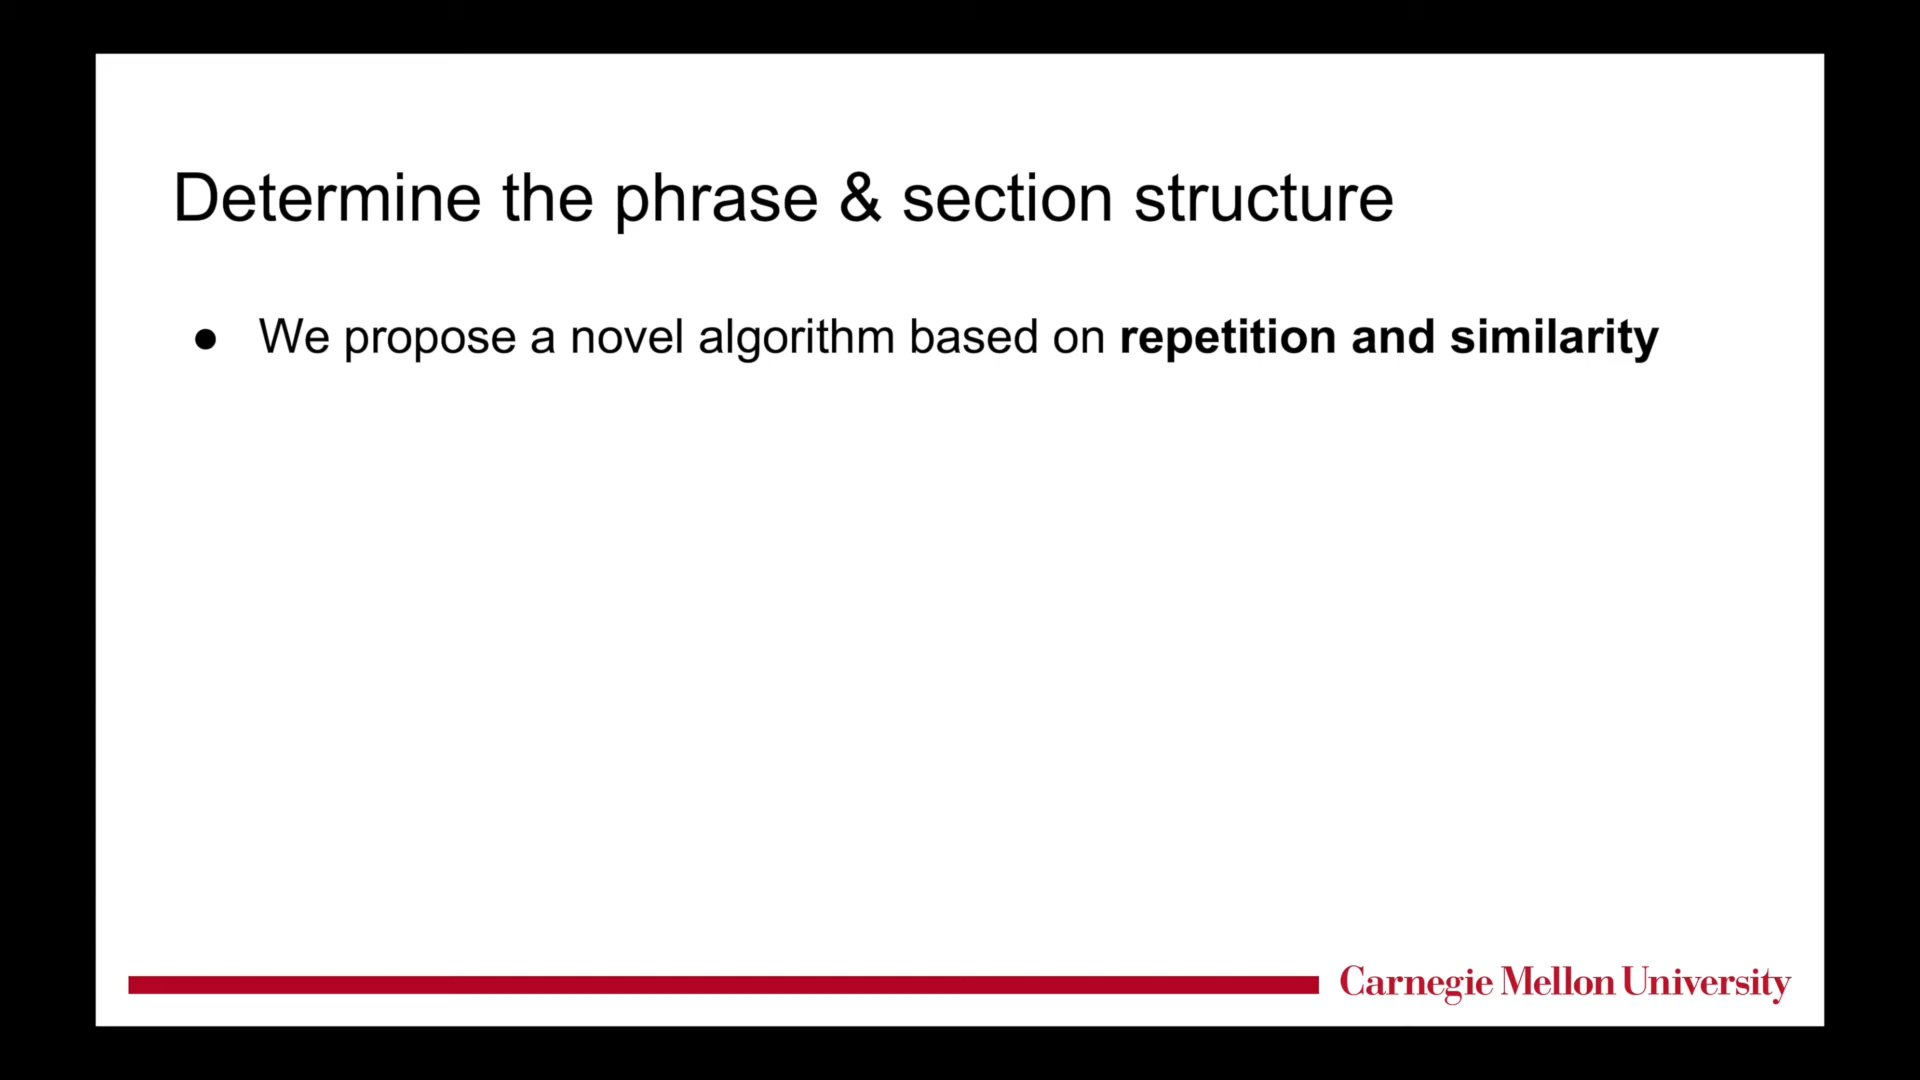 Determine the phrase & section structure
● We propose a novel algorithm based on repetition and similarity
Carnegie Mellon University